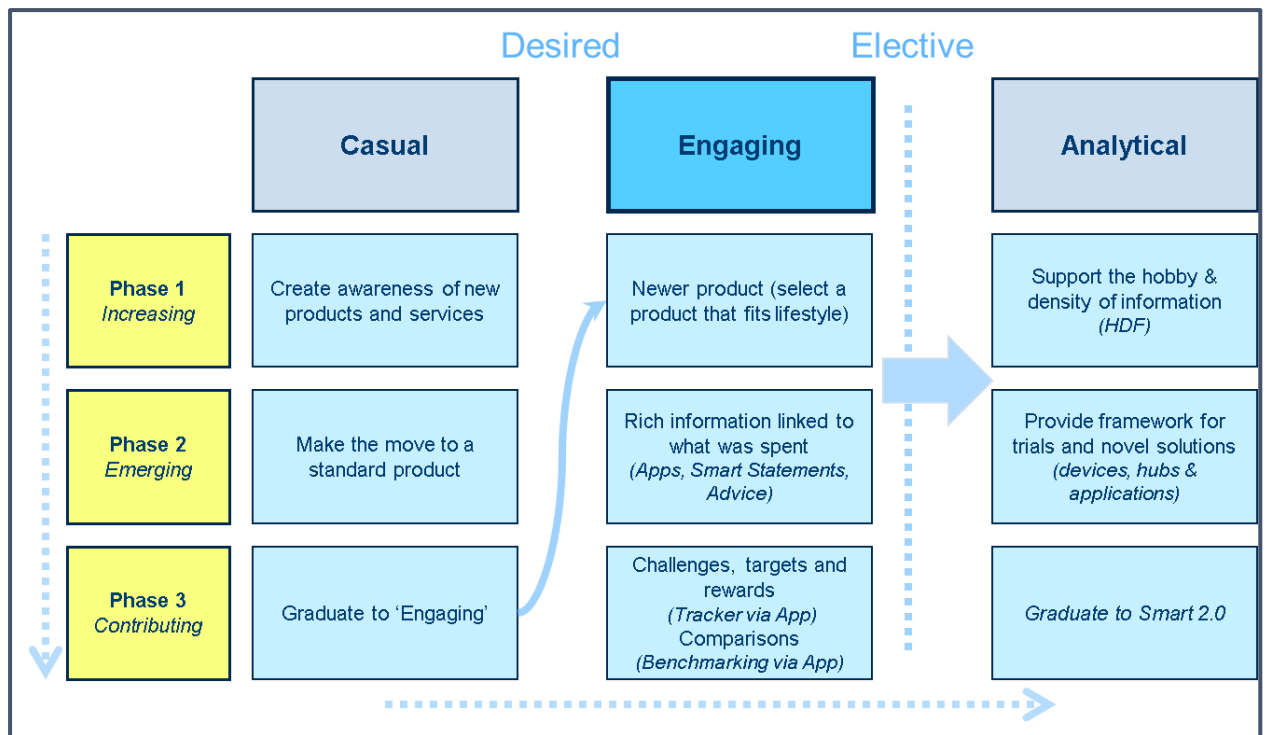 Desired
Elective
Casual
Engaging
Analytical
Phase 1
Increasing
Create awareness of new
products and services
Newer product (select a
product that fits lifestyle)
Support the hobby &
density of information
(HDF)
Phase 2
Emerging
Make the move to a
standard product
Rich information linked to
what was spent
(Apps, Smart Statements,
Advice)
Provide framework for
trials and novel solutions
(devices, hubs &
applications)
Phase 3
Contributing
Graduate to ‘Engaging’
Challenges, targets and
rewards
(Tracker via App)
Comparisons
(Benchmarking via App)
Graduate to Smart 2.0